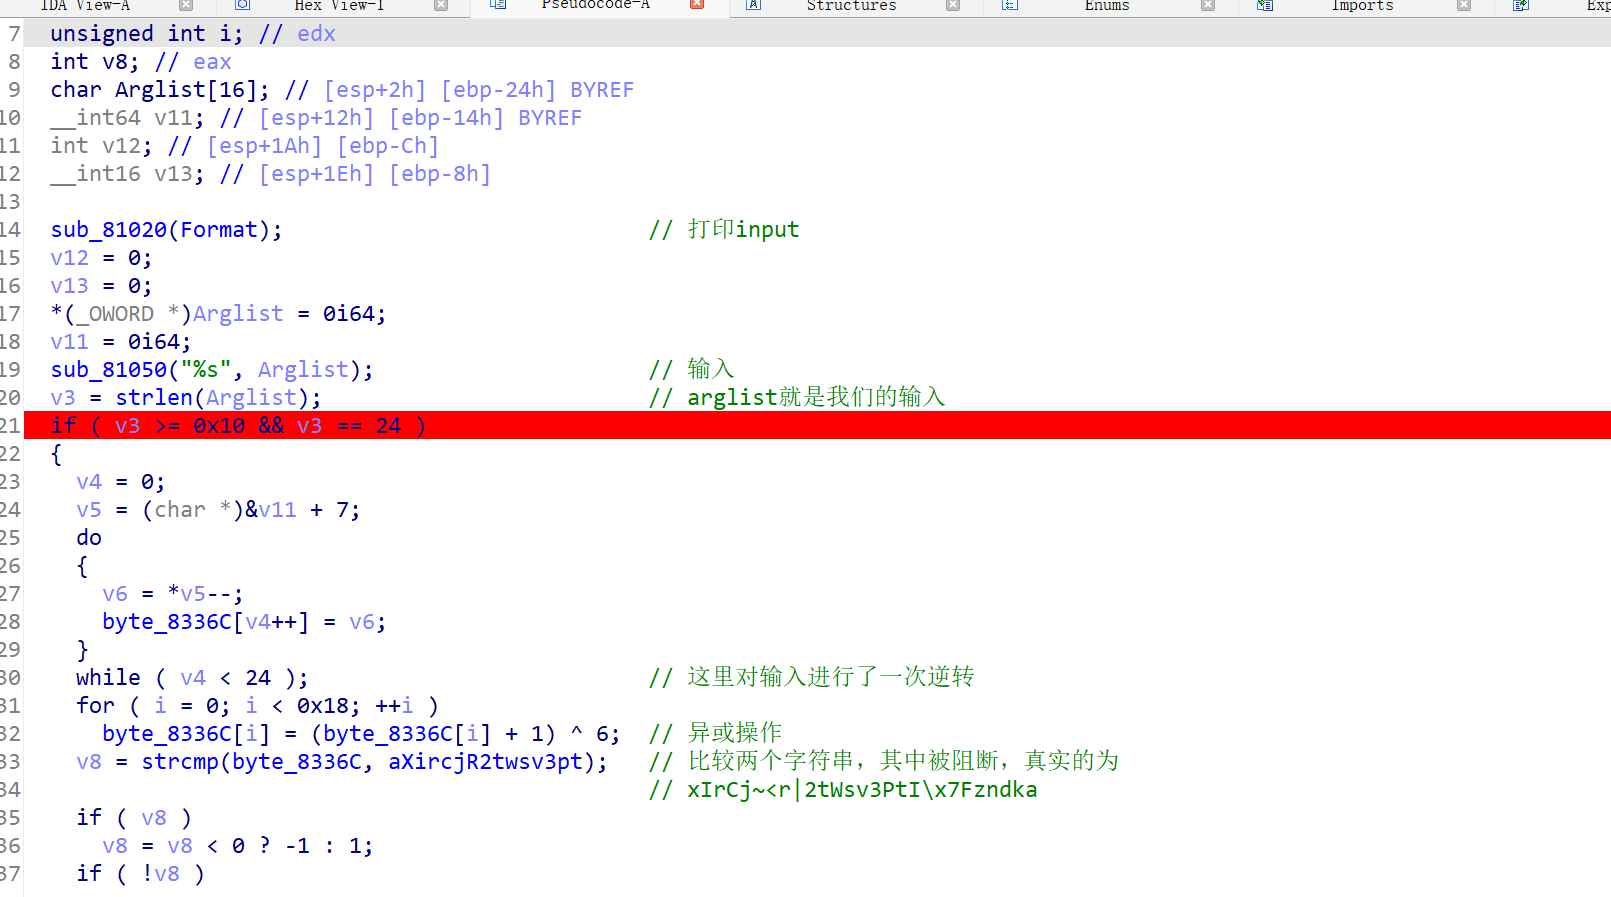 IDA View-A Hex View-1 Pseudocode-A Structures Enums Imports Exp
7 unsigned int i; // edx
8 int v8; // eax
9 char Arglist[16]; // [esp+2h] [ebp-24h] BYREF
10 __int64 v11; // [esp+12h] [ebp-14h] BYREF
11 int v12; // [esp+1Ah] [ebp-Ch]
12 __int16 v13; // [esp+1Eh] [ebp-8h]
13
14 sub_81020(Format); // 打印input
15 v12 = 0;
16 v13 = 0;
17 *(_OWORD *)Arglist = 0i64;
18 v11 = 0i64;
19 sub_81050("%s", Arglist); // 输入
20 v3 = strlen(Arglist); // arglist就是我们的输入
21 if ( v3 >= 0x10 && v3 == 24 )
22 {
23 v4 = 0;
24 v5 = (char *)&v11 + 7;
25 do
26 {
27 v6 = *v5--;
28 byte_8336C[v4++] = v6;
29 }
30 while ( v4 < 24 ); // 这里对输入进行了一次逆转
31 for ( i = 0; i < 0x18; ++i )
32 byte_8336C[i] = (byte_8336C[i] + 1) ^ 6; // 异或操作
33 v8 = strcmp(byte_8336C, aXircjR2twsv3pt); // 比较两个字符串，其中被阻断，真实的为
34 // xIrCj~<r|2tWsv3PtI\x7Fzndka
35 if ( v8 )
36 v8 = v8 < 0 ? -1 : 1;
37 if ( !v8 )